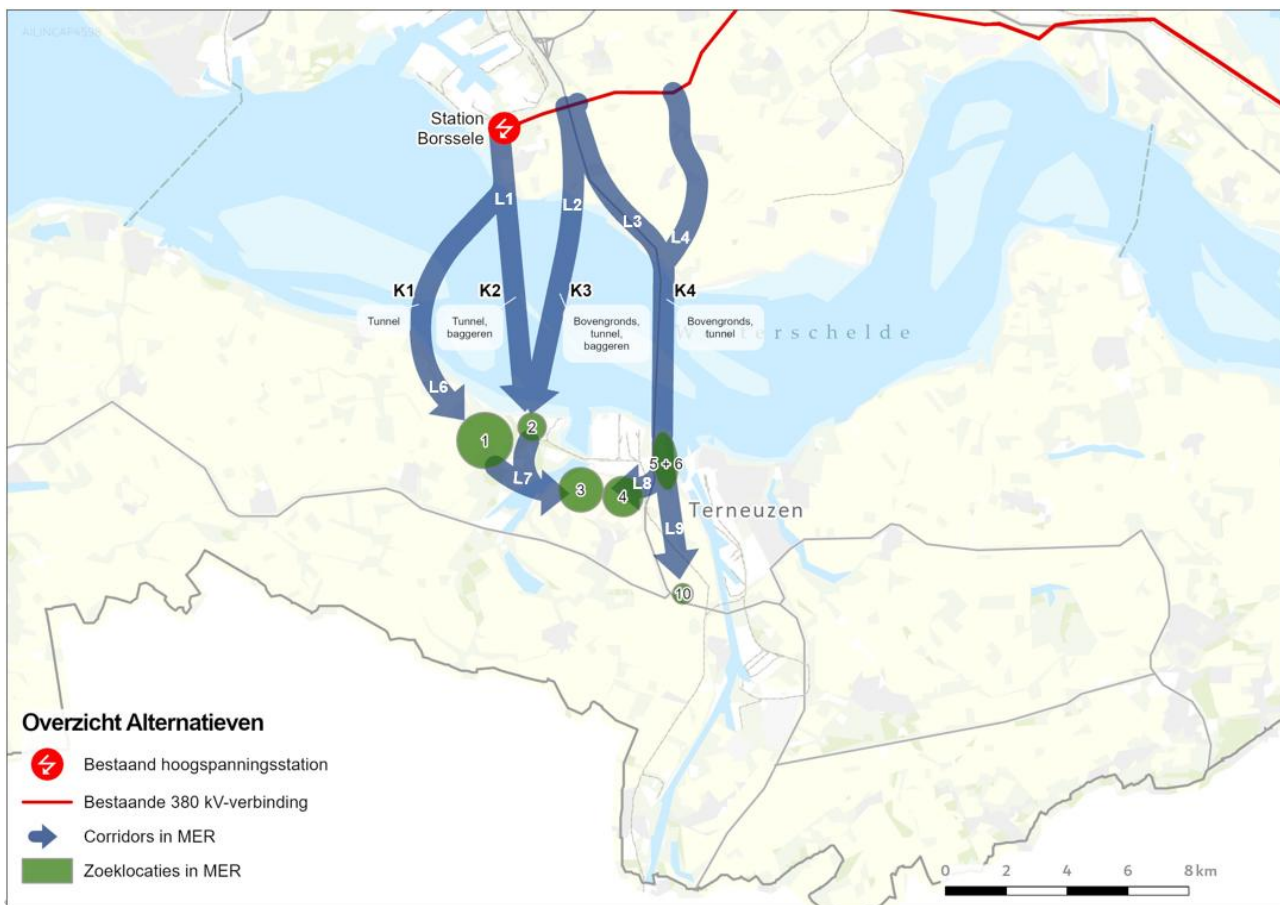 Station
Borssele
L1
L2
L3
L4
K1
K2
K3
K4
Tunnel
Tunnel,
baggeren
Bovengronds,
tunnel,
baggeren
Bovengronds,
tunnel
L6
1
2
L7
3
4
L8
5 + 6
Terneuzen
L9
10
Overzicht Alternatieven
Bestaand hoogspanningsstation
Bestaande 380 kV-verbinding
Corridors in MER
Zoeklocaties in MER
0 2 4 6 8 km